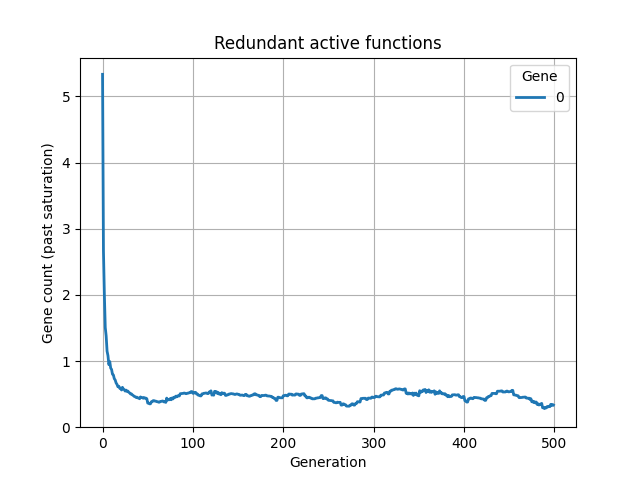 Redundant active functions
Gene
0
Gene count (past saturation)
5
4
3
2
1
0
0 100 200 300 400 500
Generation